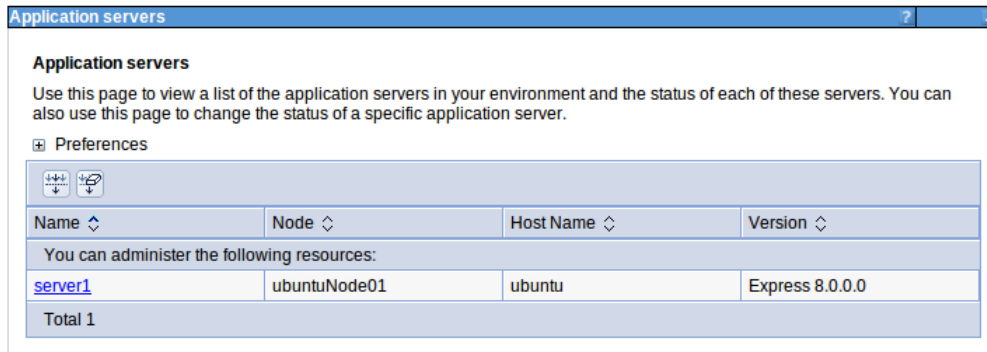 Application servers
?
Application servers
Use this page to view a list of the application servers in your environment and the status of each of these servers. You can
also use this page to change the status of a specific application server.
Preferences
Name Node Host Name Version
You can administer the following resources:
server1 ubuntuNode01 ubuntu Express 8.0.0.0
Total 1